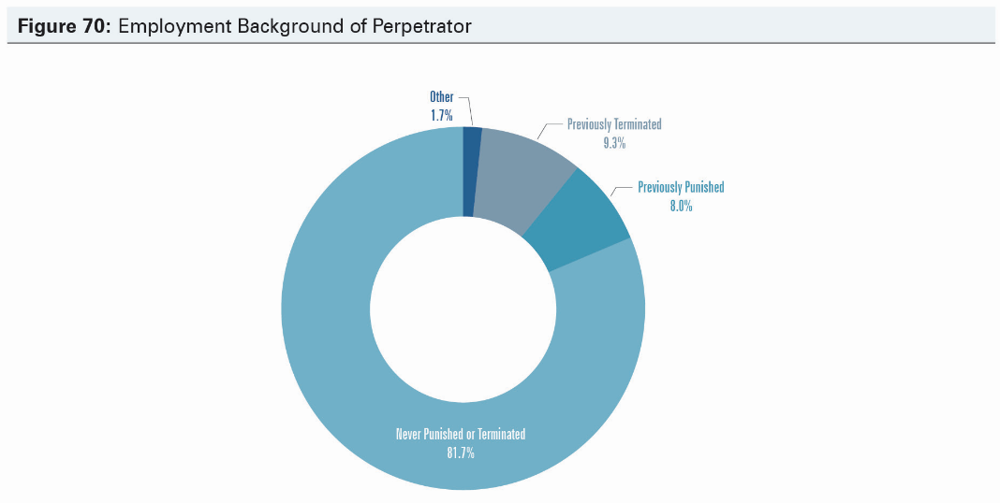 Figure 70: Employment Background of Perpetrator
Other
1.7%
Previously Terminated
9.3%
Previously Punished
8.0%
Never Punished or Terminated
81.7%